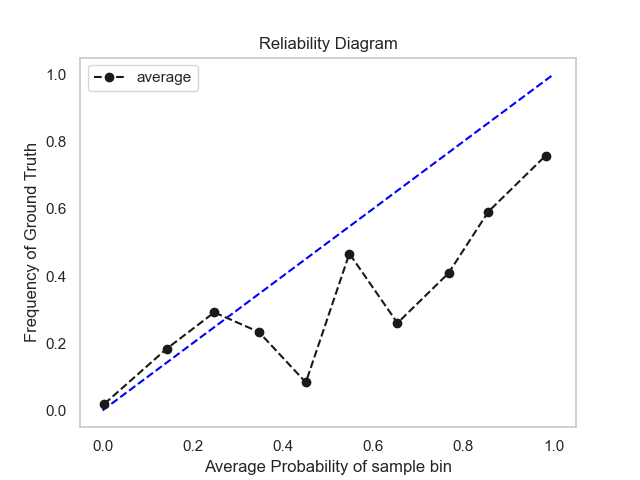 Reliability Diagram
average
1.0
0.8
0.6
0.4
0.2
0.0
Frequency of Ground Truth
0.0 0.2 0.4 0.6 0.8 1.0
Average Probability of sample bin